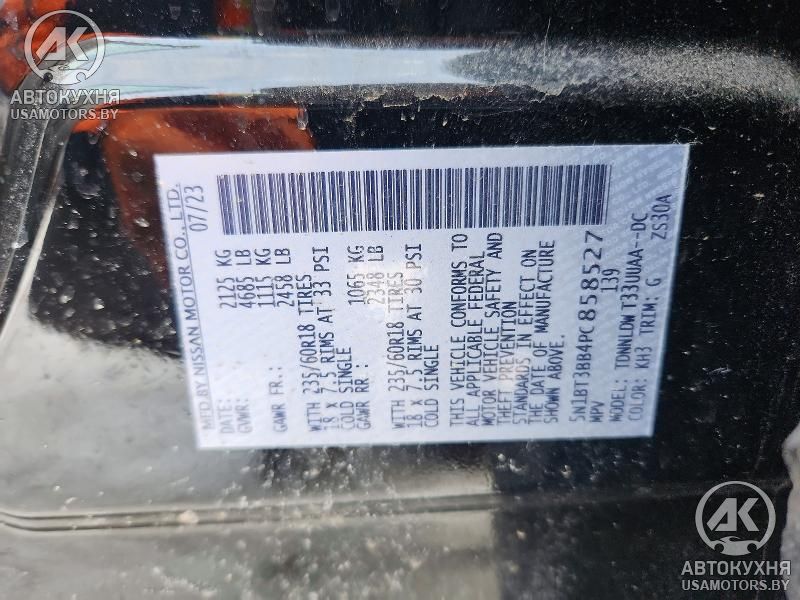 AK
АВТОКУХНЯ
USAMOTORS.BY
MFD.BY NISSAN MOTOR CO., LTD.
DATE: 07/23
GVWR: 2125 KG
4685 LB
GAWR FR.: 1115 KG
2458 LB
WITH 235/60R18 TIRES
18 x 7.5 RIMS AT 33 PSI
COLD SINGLE
GAWR RR.: 1065 KG
2348 LB
WITH 235/60R18 TIRES
18 x 7.5 RIMS AT 30 PSI
COLD SINGLE
THIS VEHICLE CONFORMS TO
ALL APPLICABLE FEDERAL
MOTOR VEHICLE SAFETY AND
THEFT PREVENTION
STANDARDS IN EFFECT ON
THE DATE OF MANUFACTURE
SHOWN ABOVE.
5N1BT3BB4PC858527
MPV 139
MODEL: TDNNLDW T33UUAA--DC
COLOR: KH3 TRIM: G ZS30A
AK
АВТОКУХНЯ
USAMOTORS.BY